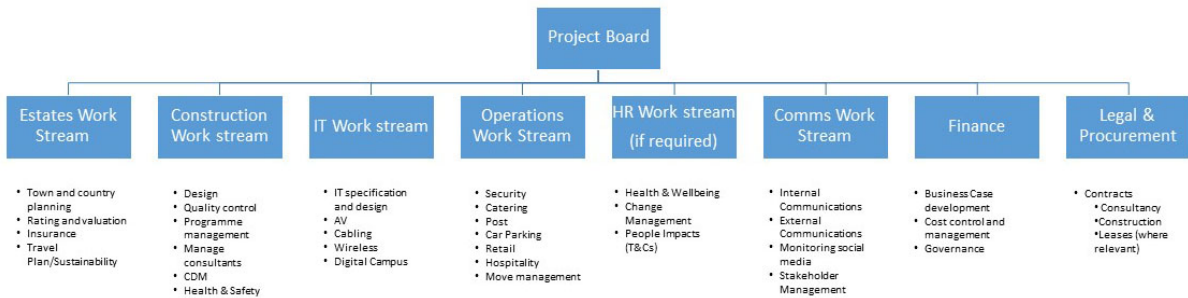 Project Board
Estates Work
Stream
Construction
Work stream
IT Work stream
Operations
Work Stream
HR Work stream
(if required)
Comms Work
Stream
Finance
Legal &
Procurement
• Town and country
planning
• Rating and valuation
• Insurance
• Travel
Plan/Sustainability
• Design
• Quality control
• Programme
management
• Manage
consultants
• CDM
• Health & Safety
• IT specification
and design
• AV
• Cabling
• Wireless
• Digital Campus
• Security
• Catering
• Post
• Car Parking
• Retail
• Hospitality
• Move management
• Health & Wellbeing
• Change
Management
• People Impacts
(T&Cs)
• Internal
Communications
• External
Communications
• Monitoring social
media
• Stakeholder
Management
• Business Case
development
• Cost control and
management
• Governance
• Contracts
•Consultancy
•Construction
•Leases (where
relevant)